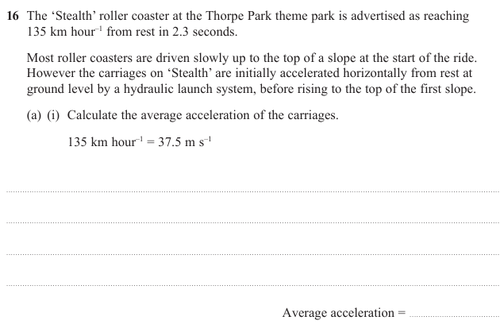 16 The ‘Stealth’ roller coaster at the Thorpe Park theme park is advertised as reaching
135 km hour⁻¹ from rest in 2.3 seconds.
Most roller coasters are driven slowly up to the top of a slope at the start of the ride.
However the carriages on ‘Stealth’ are initially accelerated horizontally from rest at
ground level by a hydraulic launch system, before rising to the top of the first slope.
(a) (i) Calculate the average acceleration of the carriages.
135 km hour⁻¹ = 37.5 m s⁻¹
Average acceleration =